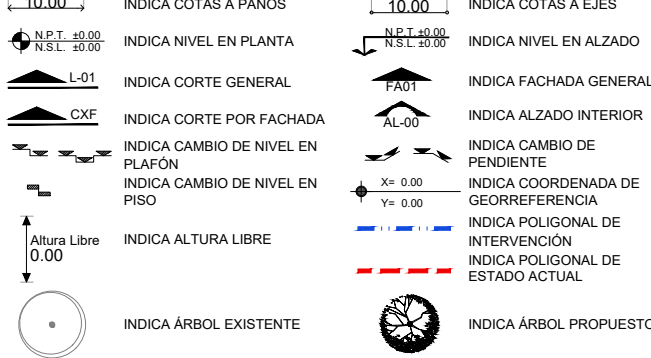 10.00
INDICA COTAS A PAÑOS
N.P.T. ±0.00
N.S.L. ±0.00
INDICA NIVEL EN PLANTA
L-01
INDICA CORTE GENERAL
CXF
INDICA CORTE POR FACHADA
INDICA CAMBIO DE NIVEL EN
PLAFÓN
INDICA CAMBIO DE NIVEL EN
PISO
Altura Libre
0.00
INDICA ALTURA LIBRE
INDICA ÁRBOL EXISTENTE
10.00
INDICA COTAS A EJES
N.P.T. ±0.00
N.S.L. ±0.00
INDICA NIVEL EN ALZADO
FA01
INDICA FACHADA GENERAL
AL-00
INDICA ALZADO INTERIOR
INDICA CAMBIO DE
PENDIENTE
X= 0.00
Y= 0.00
INDICA COORDENADA DE
GEORREFERENCIA
INDICA POLIGONAL DE
INTERVENCIÓN
INDICA POLIGONAL DE
ESTADO ACTUAL
INDICA ÁRBOL PROPUESTO